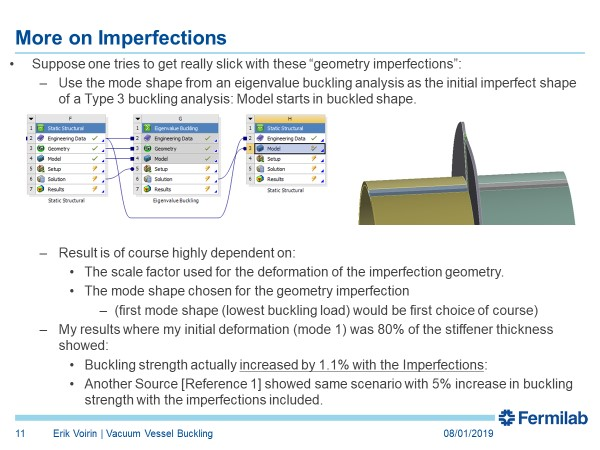 More on Imperfections
• Suppose one tries to get really slick with these “geometry imperfections”:
– Use the mode shape from an eigenvalue buckling analysis as the initial imperfect shape
of a Type 3 buckling analysis: Model starts in buckled shape.
F
1 Static Structural
2 Engineering Data
3 Geometry
4 Model
5 Setup
6 Solution
7 Results
Static Structural
G
1 Eigenvalue Buckling
2 Engineering Data
3 Geometry
4 Model
5 Setup
6 Solution
7 Results
Eigenvalue Buckling
H
1 Static Structural
2 Engineering Data
3 Model
4 Setup
5 Solution
6 Results
Static Structural
– Result is of course highly dependent on:
• The scale factor used for the deformation of the imperfection geometry.
• The mode shape chosen for the geometry imperfection
– (first mode shape (lowest buckling load) would be first choice of course)
– My results where my initial deformation (mode 1) was 80% of the stiffener thickness
showed:
• Buckling strength actually increased by 1.1% with the Imperfections:
• Another Source [Reference 1] showed same scenario with 5% increase in buckling
strength with the imperfections included.
Fermilab
11 Erik Voirin | Vacuum Vessel Buckling 08/01/2019